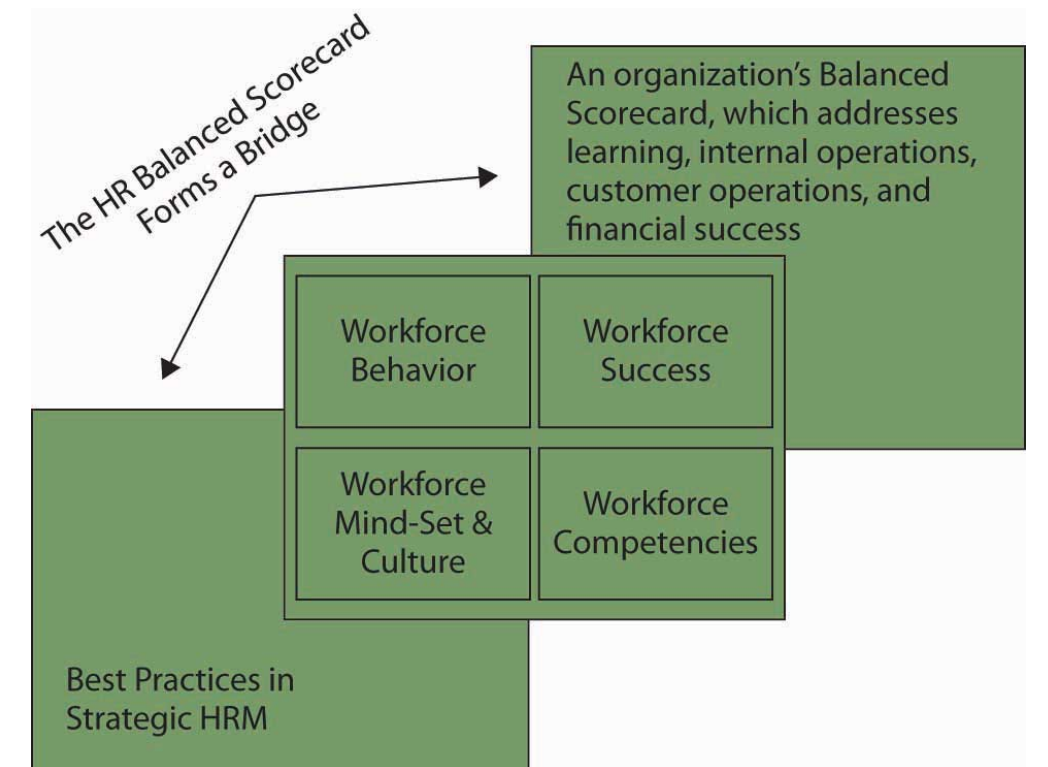 The HR Balanced Scorecard
Forms a Bridge
An organization's Balanced
Scorecard, which addresses
learning, internal operations,
customer operations, and
financial success
Workforce
Behavior
Workforce
Success
Workforce
Mind-Set &
Culture
Workforce
Competencies
Best Practices in
Strategic HRM